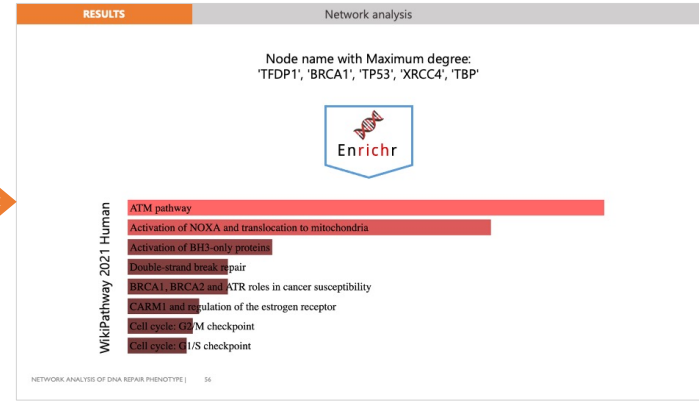 RESULTS
Network analysis
Node name with Maximum degree:
'TFDP1', 'BRCA1', 'TP53', 'XRCC4', 'TBP'
Enrichr
WikiPathway 2021 Human
ATM pathway
Activation of NOXA and translocation to mitochondria
Activation of BH3-only proteins
Double-strand break repair
BRCA1, BRCA2 and ATR roles in cancer susceptibility
CARM1 and regulation of the estrogen receptor
Cell cycle: G2/M checkpoint
Cell cycle: G1/S checkpoint
NETWORK ANALYSIS OF DNA REPAIR PHENOTYPE | 56